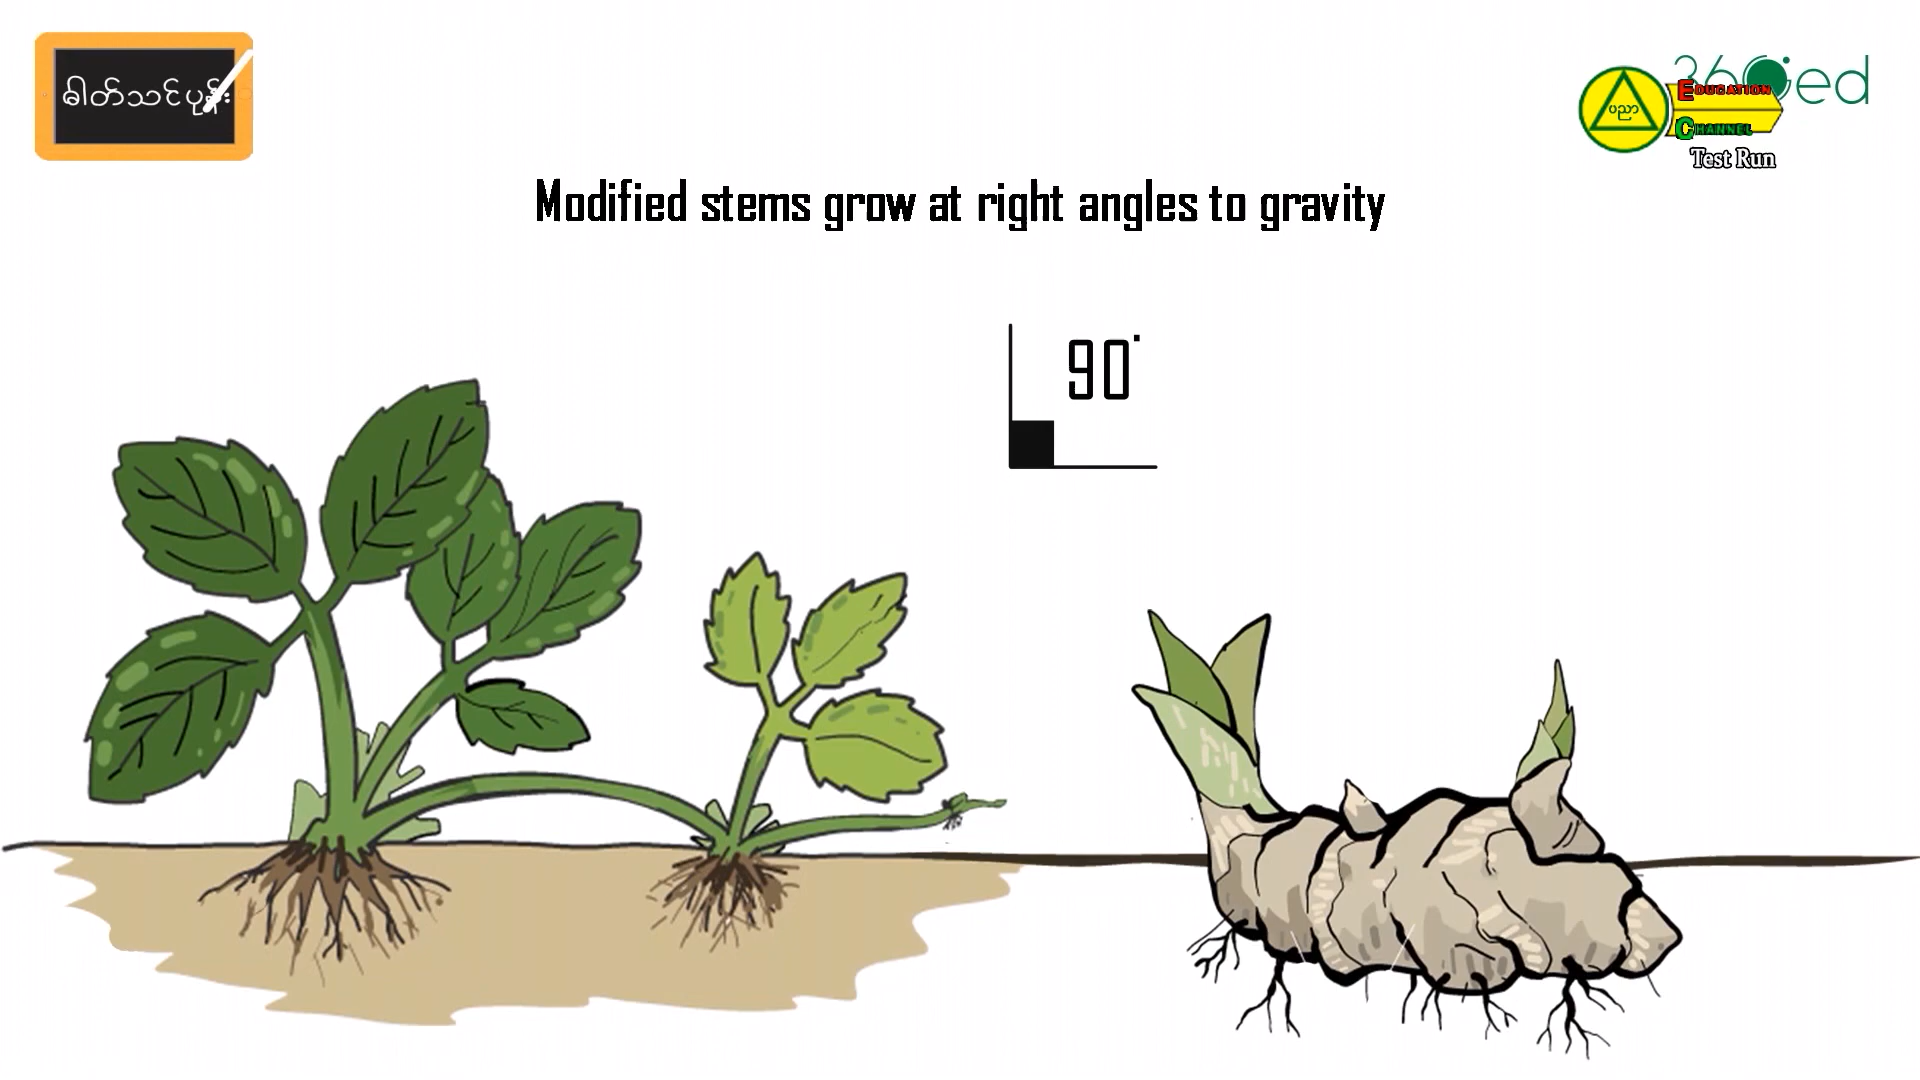 ဓါတ်သင်ပုန်း
360ed
ပညာ
EDUCATION
CHANNEL
Test Run
Modified stems grow at right angles to gravity
90°